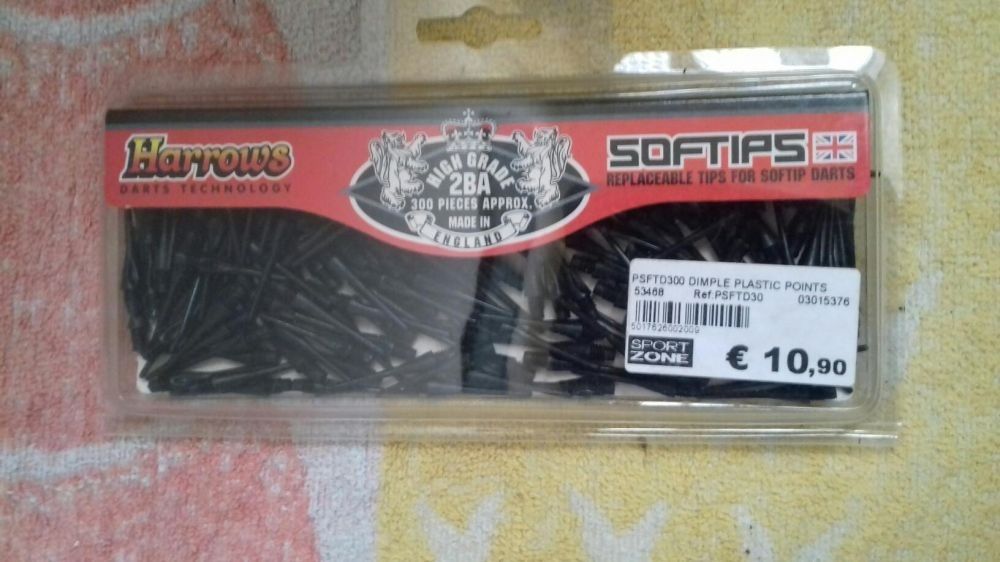 Harrows
DARTS TECHNOLOGY
HIGH GRADE
2BA
300 PIECES APPROX.
MADE IN
ENGLAND
SOFTIPS
REPLACEABLE TIPS FOR SOFTIP DARTS
PSFTD300 DIMPLE PLASTIC POINTS
53468 Ref:PSFTD30 03015376
5017626002009
SPORT
ZONE
€ 10,90